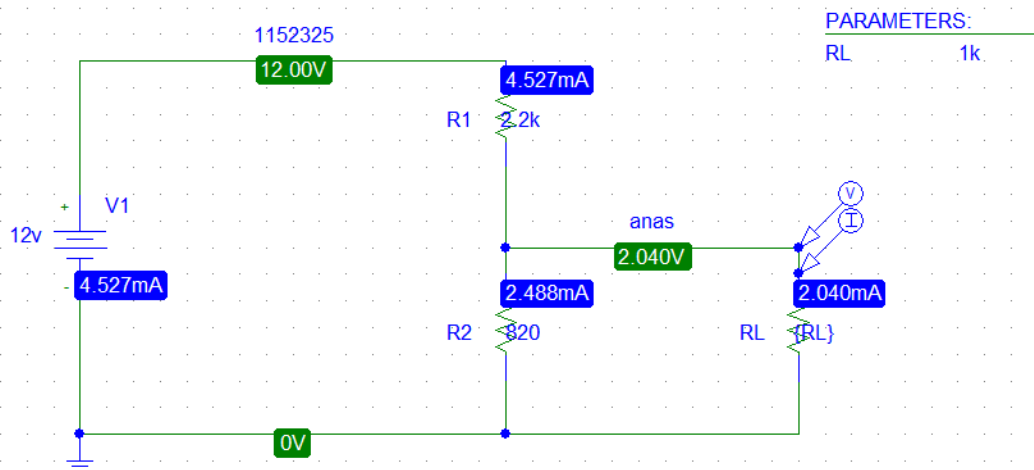 PARAMETERS:
RL 1k
1152325
12.00V
4.527mA
R1 2.2k
+ V1
12v
- 4.527mA
anas
2.040V
V
I
2.488mA
2.040mA
R2 820
RL {RL}
0V